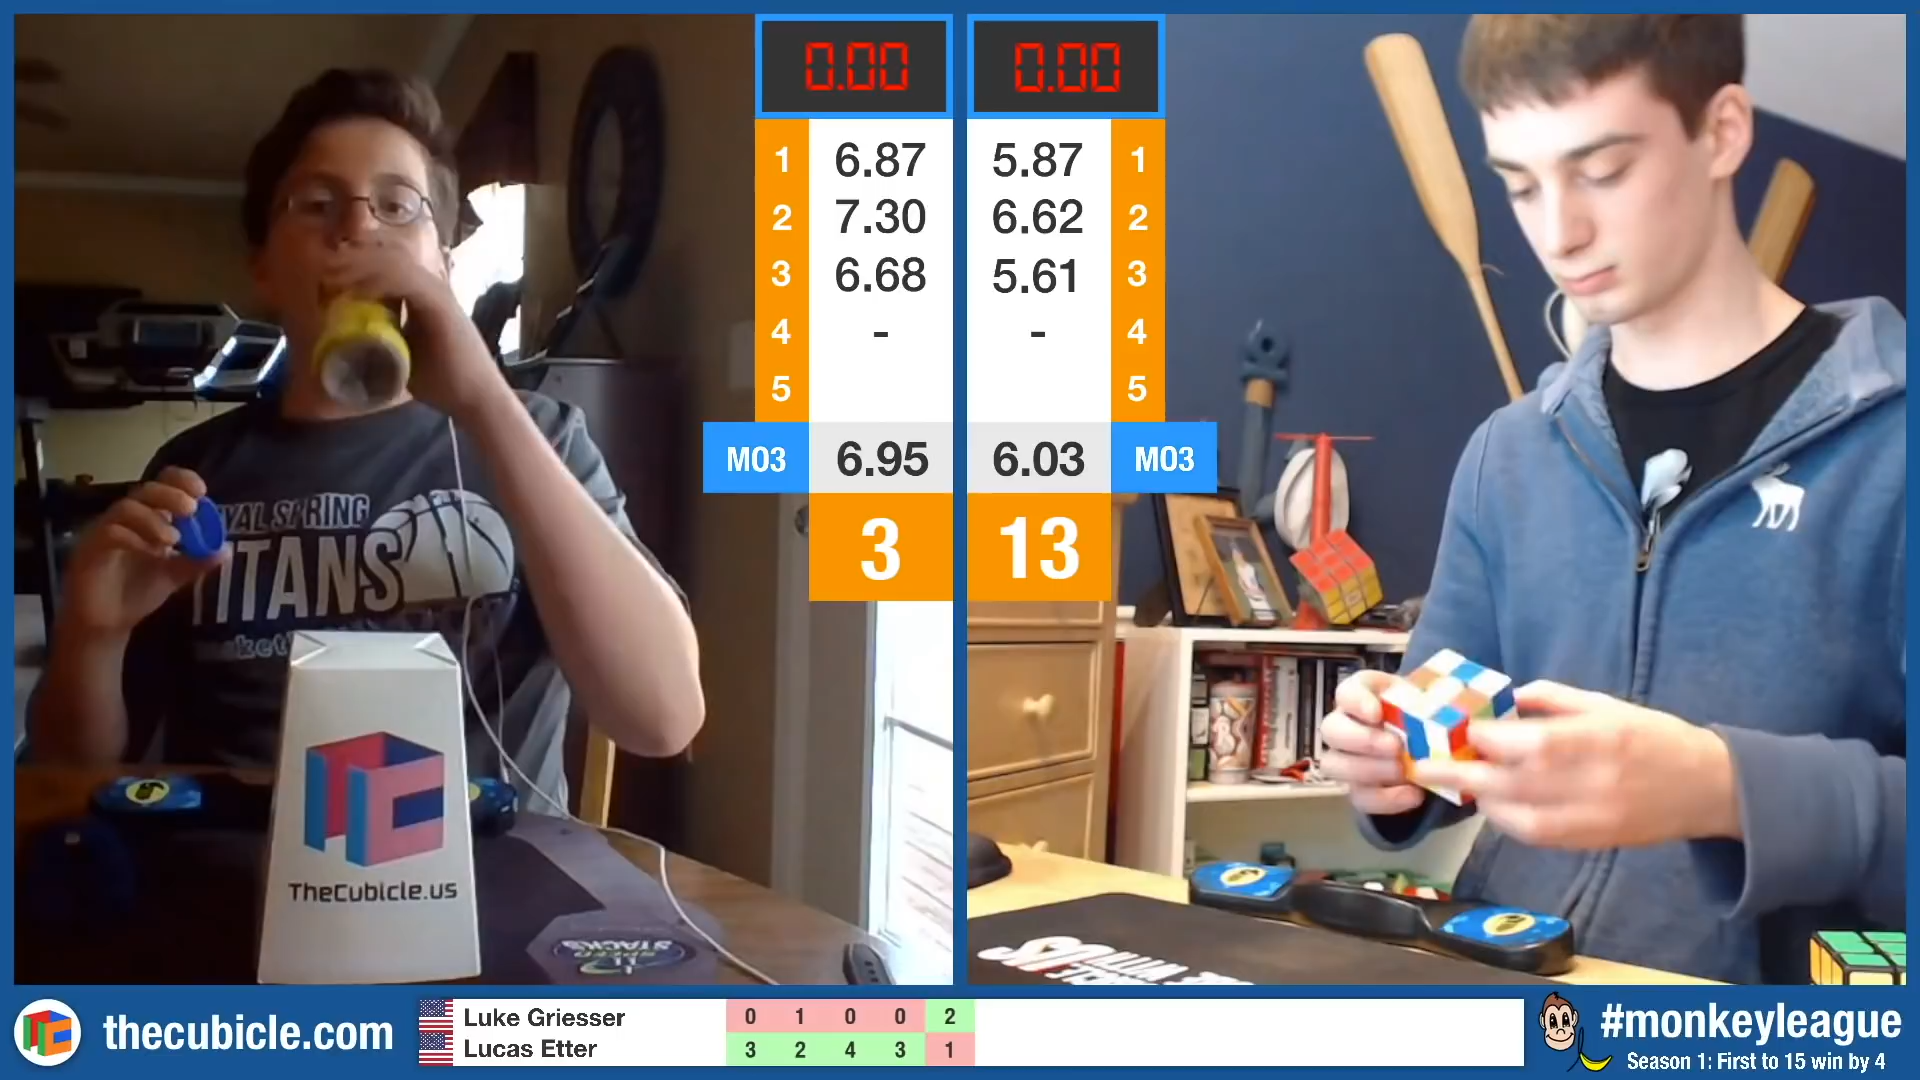 0.00 0.00
1 6.87 5.87 1
2 7.30 6.62 2
3 6.68 5.61 3
4 - - 4
5 5
MO3 6.95 6.03 MO3
3 13
TITANS
TheCubicle.us
STACKS
thecubicle.com
Luke Griesser 0 1 0 0 2
Lucas Etter 3 2 4 3 1
#monkeyleague
Season 1: First to 15 win by 4